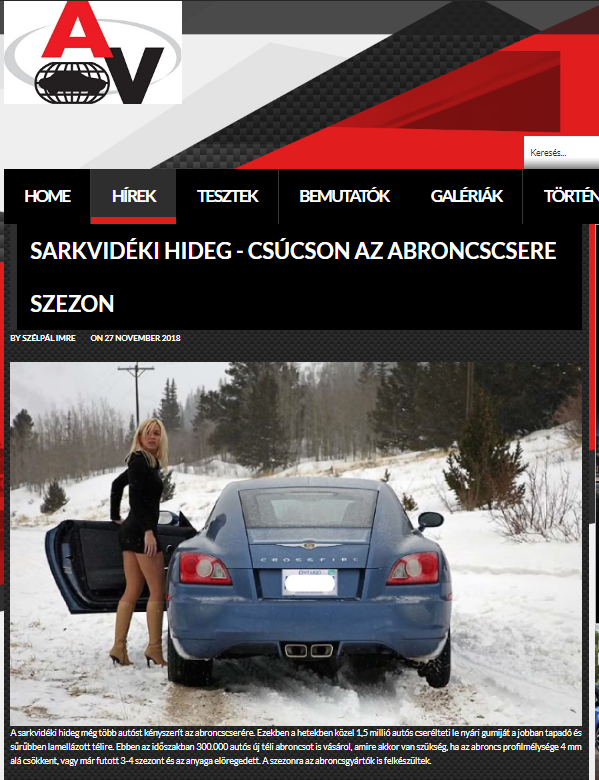 AV
Keresés...
HOME HÍREK TESZTEK BEMUTATÓK GALÉRIÁK TÖRTÉN
SARKVIDÉKI HIDEG - CSÚCSON AZ ABRONCSCSERE
SZEZON
BY SZÉLPÁL IMRE ON 27 NOVEMBER 2018
CROSSFIRE
ONTARIO
A sarkvidéki hideg még több autóst kényszerít az abroncscserére. Ezekben a hetekben közel 1,5 millió autós cserélteti le nyári gumiját a jobban tapadó és
sűrűbben lamellázott télire. Ebben az időszakban 300.000 autós új téli abroncsot is vásárol, amire akkor van szükség, ha az abroncs profilmélysége 4 mm
alá csökkent, vagy már futott 3-4 szezont és az anyaga elöregedett. A szezonra az abroncsgyártók is felkészültek.